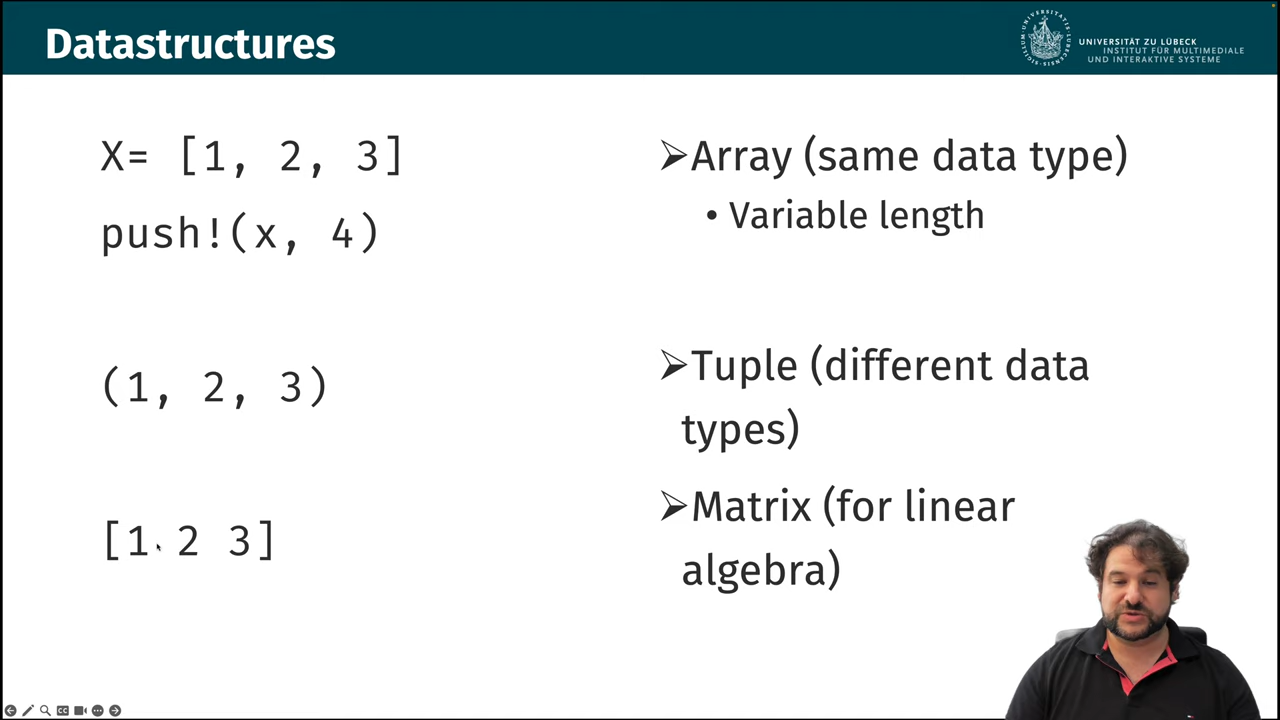 Datastructures
UNIVERSITÄT ZU LÜBECK
INSTITUT FÜR MULTIMEDIALE
UND INTERAKTIVE SYSTEME
X= [1, 2, 3]
push!(x, 4)
➢Array (same data type)
• Variable length
(1, 2, 3)
➢Tuple (different data
types)
[1 2 3]
➢Matrix (for linear
algebra)